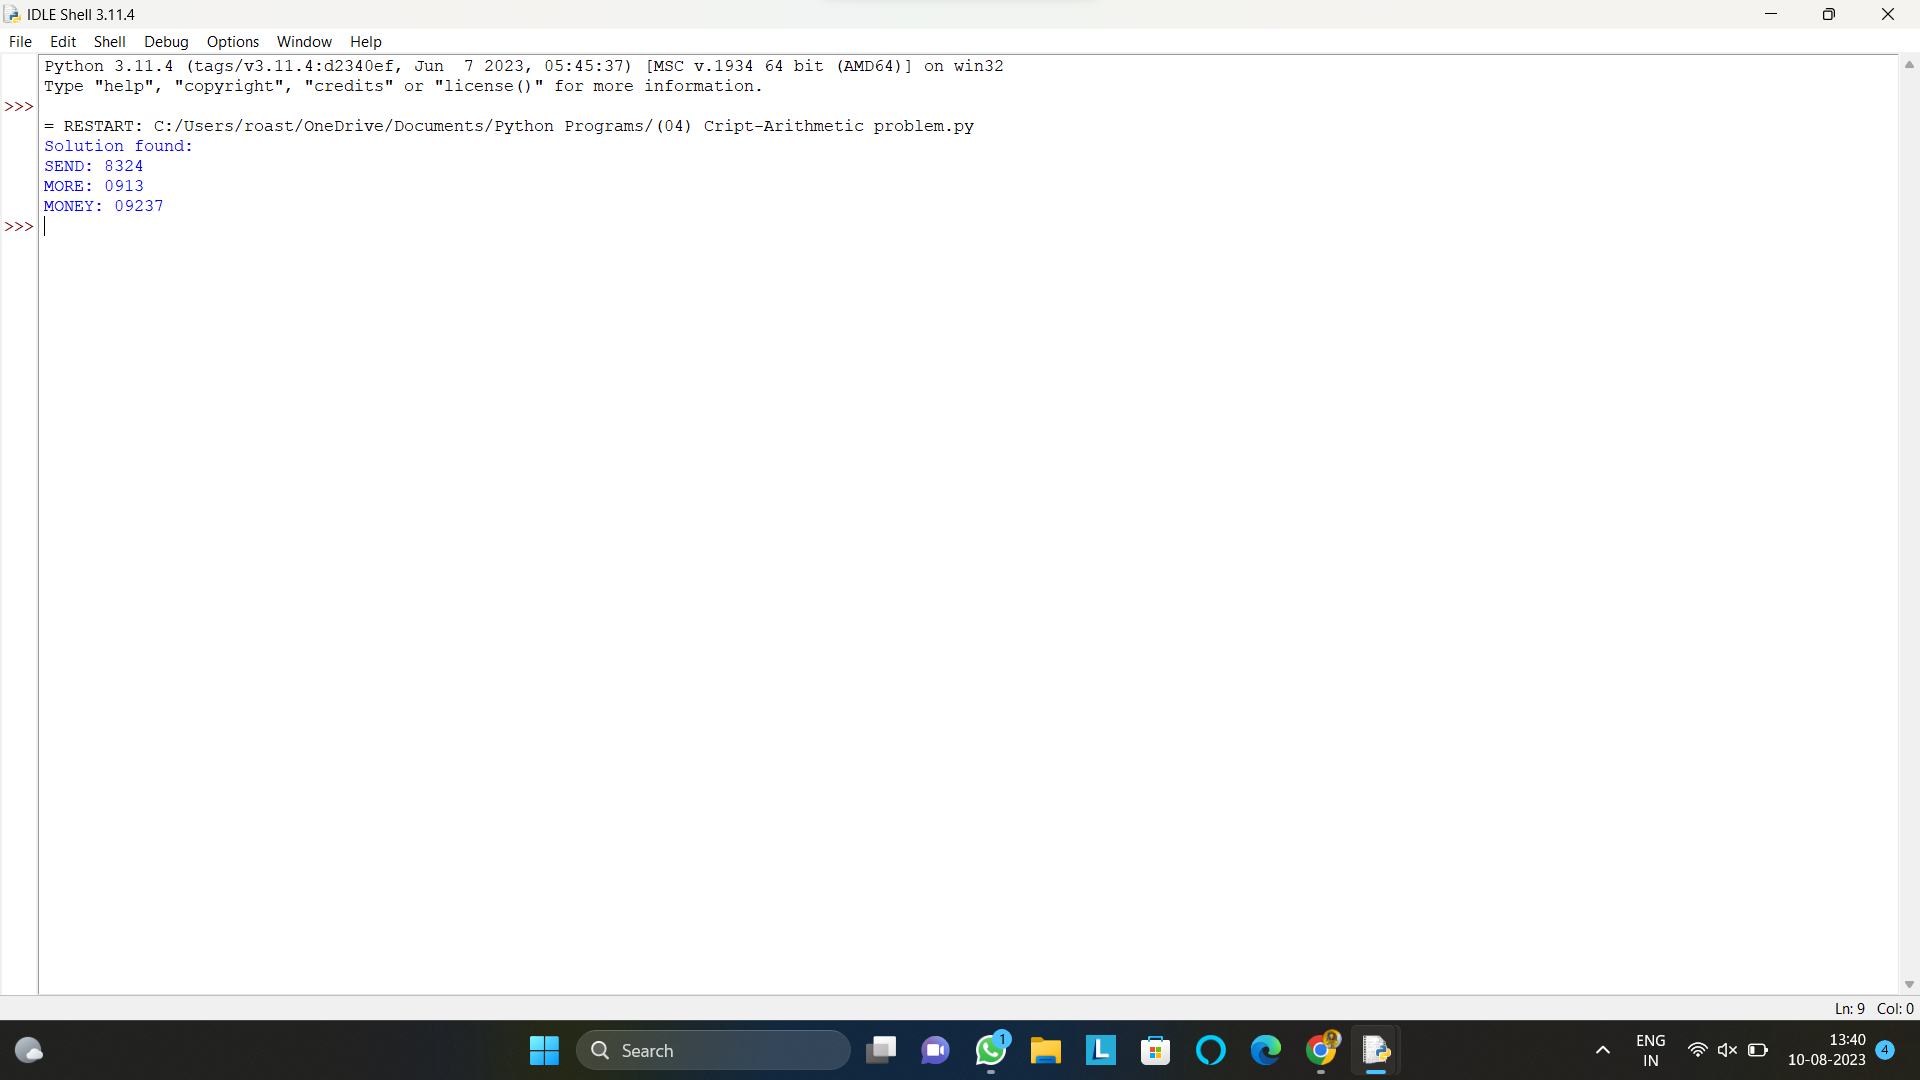 IDLE Shell 3.11.4
File Edit Shell Debug Options Window Help
Python 3.11.4 (tags/v3.11.4:d2340ef, Jun  7 2023, 05:45:37) [MSC v.1934 64 bit (AMD64)] on win32
Type "help", "copyright", "credits" or "license()" for more information.
>>>
= RESTART: C:/Users/roast/OneDrive/Documents/Python Programs/(04) Cript-Arithmetic problem.py
Solution found:
SEND: 8324
MORE: 0913
MONEY: 09237
>>>
Ln: 9 Col: 0
Search
1
L
ENG
IN
13:40
10-08-2023
4